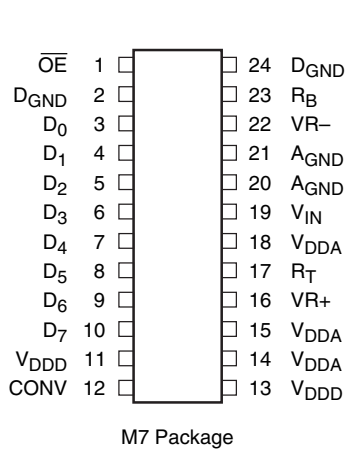 OE 1 24 DGND
DGND 2 23 RB
D0 3 22 VR–
D1 4 21 AGND
D2 5 20 AGND
D3 6 19 VIN
D4 7 18 VDDA
D5 8 17 RT
D6 9 16 VR+
D7 10 15 VDDA
VDDD 11 14 VDDA
CONV 12 13 VDDD
M7 Package